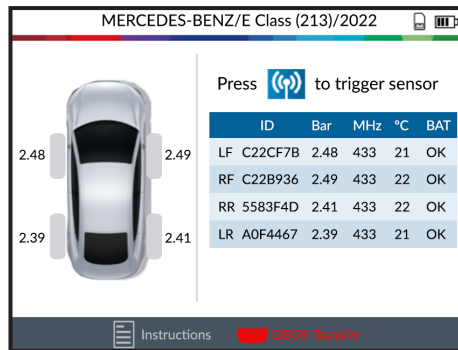 MERCEDES-BENZ/E Class (213)/2022
Press to trigger sensor
ID Bar MHz °C BAT
LF C22CF7B 2.48 433 21 OK
RF C22B936 2.49 433 22 OK
RR 5583F4D 2.41 433 22 OK
LR A0F4467 2.39 433 21 OK
2.48 2.49
2.39 2.41
Instructions OBDII Transfer